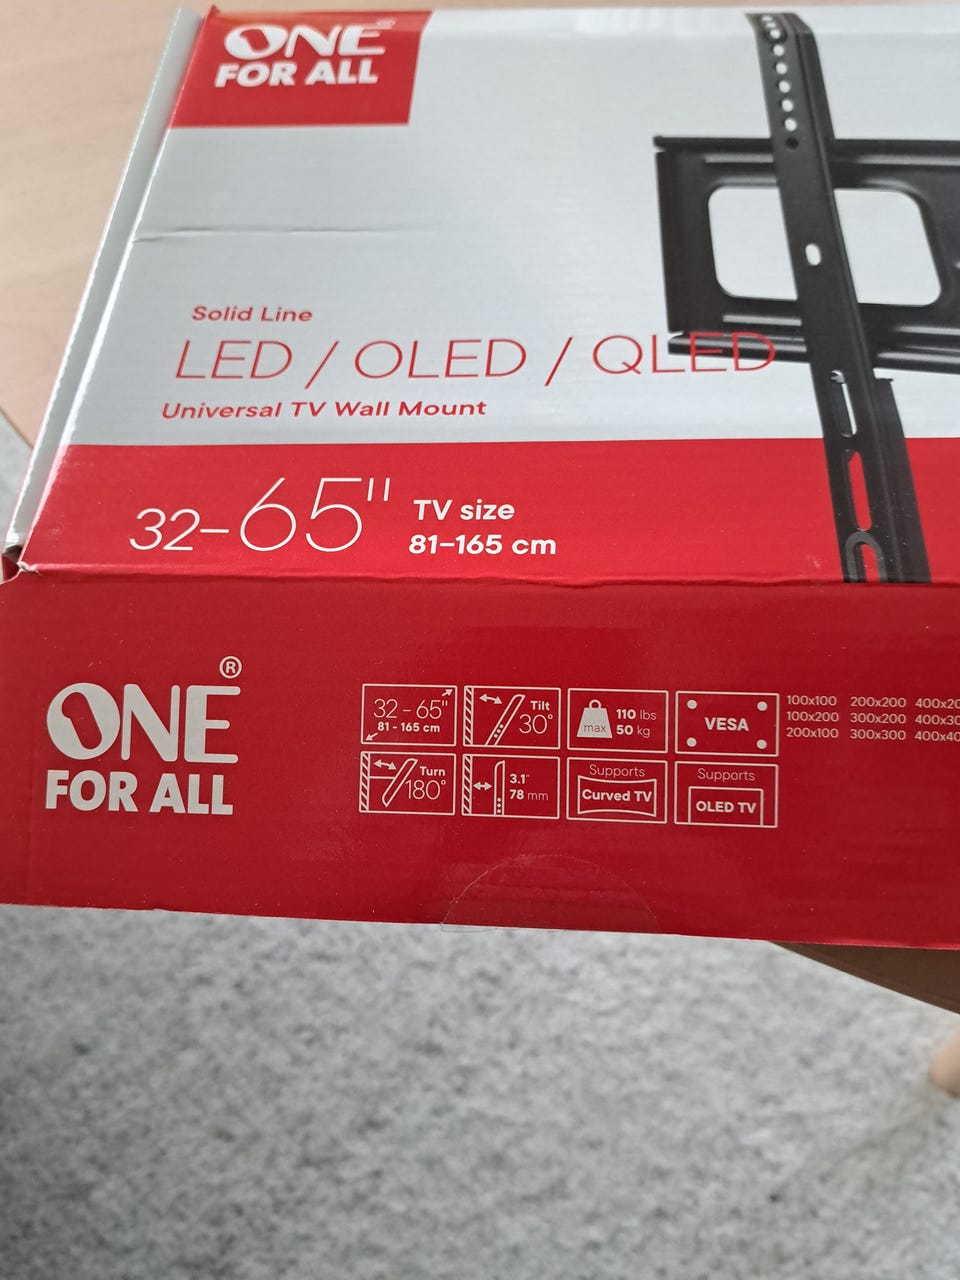 ONE®
FOR ALL
Solid Line
LED / OLED / QLED
Universal TV Wall Mount
32-65" TV size
81-165 cm
ONE®
FOR ALL
32 - 65"
81 - 165 cm
Tilt
30°
max 110 lbs
50 kg
VESA
100x100 200x200
100x200 300x200
200x100 300x300
Turn
180°
3.1"
78 mm
Supports
Curved TV
Supports
OLED TV